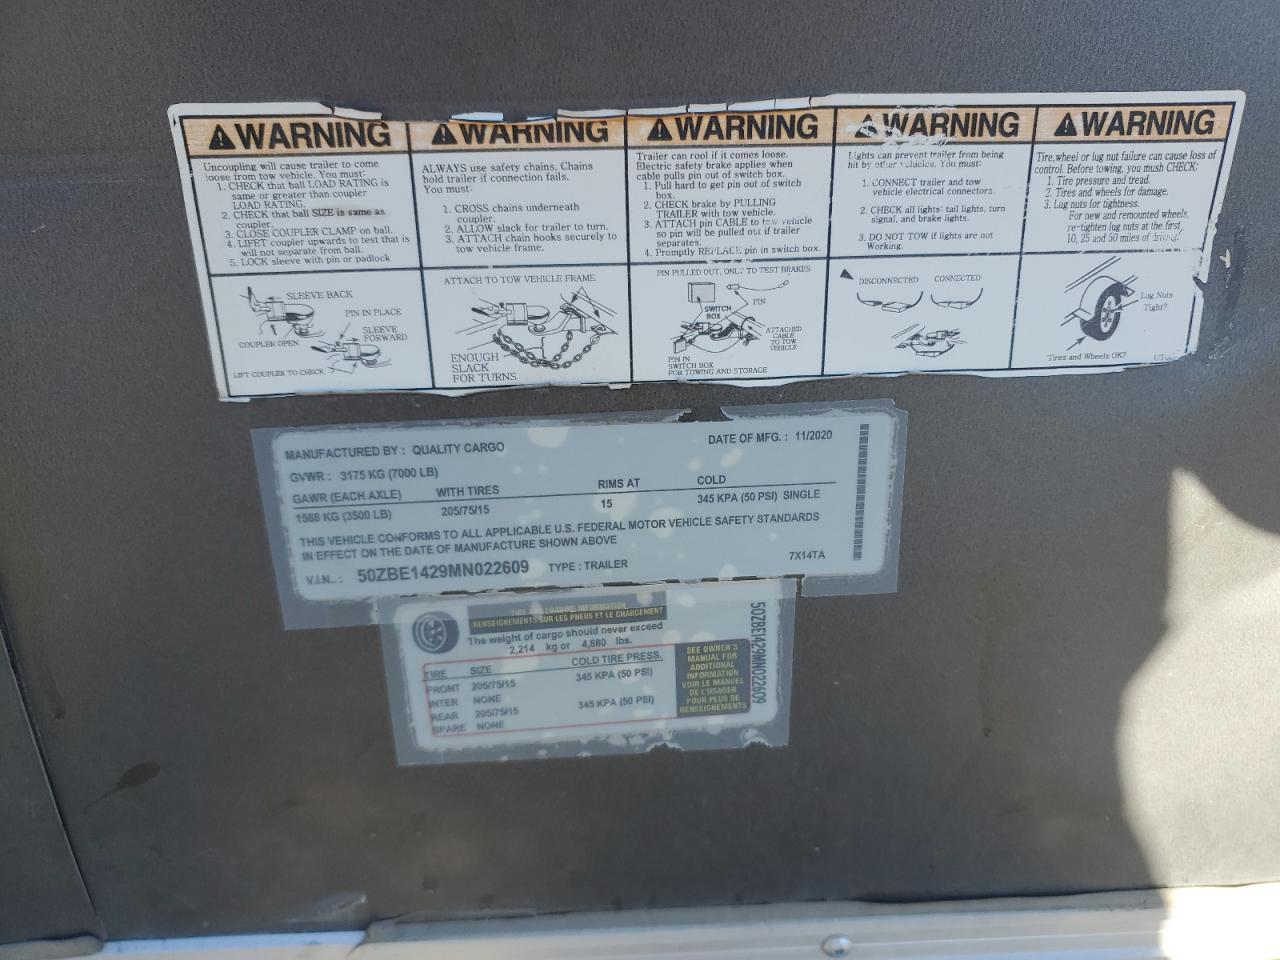 ⚠WARNING
Uncoupling will cause trailer to come
loose from tow vehicle. You must:
1. CHECK that ball LOAD RATING is
same or greater than coupler
LOAD RATING.
2. CHECK that ball SIZE is same as
coupler.
3. CLOSE COUPLER CLAMP on ball.
4. LIFET coupler upwards to test that is
will not separate from ball.
5. LOCK sleeve with pin or padlock
SLEEVE BACK
PIN IN PLACE
SLEEVE
FORWARD
COUPLER OPEN
LIFT COUPLER TO CHECK
⚠WARNING
ALWAYS use safety chains. Chains
hold trailer if connection fails.
You must:
1. CROSS chains underneath
coupler.
2. ALLOW slack for trailer to turn.
3. ATTACH chain hooks securely to
tow vehicle frame.
ATTACH TO TOW VEHICLE FRAME
ENOUGH
SLACK
FOR TURNS
⚠WARNING
Trailer can rool if it comes loose.
Electric safety brake applies when
cable pulls pin out of switch box.
1. Pull hard to get pin out of switch
box.
2. CHECK brake by PULLING
TRAILER with tow vehicle.
3. ATTACH pin CABLE to tow vehicle
so pin will be pulled out if trailer
separates.
4. Promptly REPLACE pin in switch box.
PIN PULLED OUT, ONLY TO TEST BRAKES
SWITCH
BOX
PIN
ATTACHED
CABLE
TO TOW
VEHICLE
PIN IN
SWITCH BOX
FOR TOWING AND STORAGE
⚠WARNING
Lights can prevent trailer from being
hit by other vehicles. You must:
1. CONNECT trailer and tow
vehicle electrical connectors.
2. CHECK all lights: tail lights, turn
signal, and brake lights.
3. DO NOT TOW if lights are not
Working.
DISCONNECTED CONNECTED
⚠WARNING
Tire,wheel or lug nut failure can cause loss of
control. Before towing, you mush CHECK:
1. Tire pressure and tread.
2. Tires and wheels for damage.
3. Lug nuts for tightness.
For new and remounted wheels,
re-tighten lug nuts at the first
10, 25 and 50 miles of driving.
Lug Nuts
Tight?
Tires and Wheels OK?
MANUFACTURED BY : QUALITY CARGO DATE OF MFG. : 11/2020
GVWR : 3175 KG (7000 LB)
GAWR (EACH AXLE) WITH TIRES RIMS AT COLD
1588 KG (3500 LB) 205/75/15 15 345 KPA (50 PSI) SINGLE
THIS VEHICLE CONFORMS TO ALL APPLICABLE U.S. FEDERAL MOTOR VEHICLE SAFETY STANDARDS
IN EFFECT ON THE DATE OF MANUFACTURE SHOWN ABOVE
7X14TA
V.I.N.. : 50ZBE1429MN022609 TYPE : TRAILER
TIRE AND LOADING INFORMATION
RENSEIGNEMENTS SUR LES PNEUS ET LE CHARGEMENT
The weight of cargo should never exceed
2,214 kg or 4,880 lbs.
TIRE SIZE COLD TIRE PRESS.
FRONT 205/75/15 345 KPA (50 PSI)
INTER NONE
REAR 205/75/15 345 KPA (50 PSI)
SPARE NONE
SEE OWNER'S
MANUAL FOR
ADDITIONAL
INFORMATION
VOIR LE MANUEL
DE L'USAGER
POUR PLUS DE
RENSEIGNEMENTS
50ZBE1429MN022609